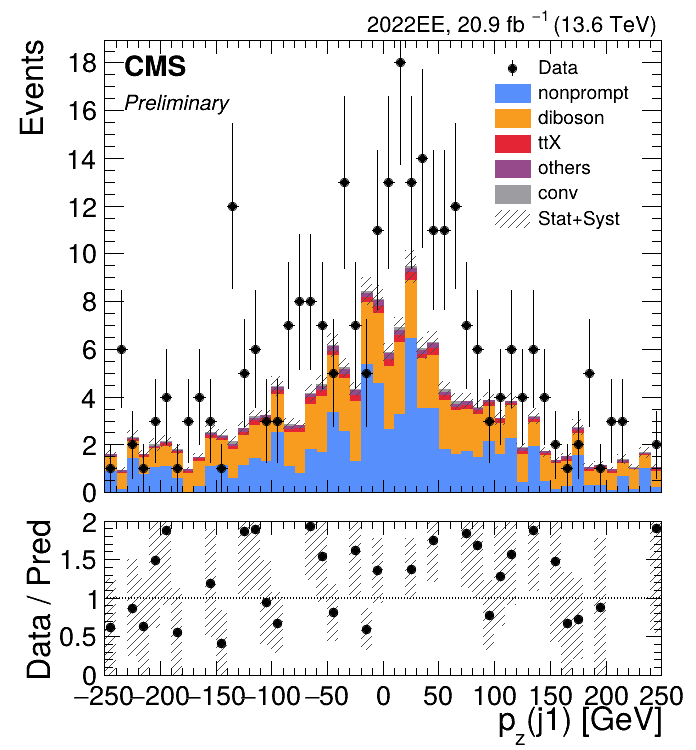 2022EE, 20.9 fb⁻¹ (13.6 TeV)
Events
CMS
Preliminary
Data
nonprompt
diboson
ttX
others
conv
Stat+Syst
18
16
14
12
10
8
6
4
2
0
Data / Pred
2
1.5
1
0.5
0
−250 −200 −150 −100 −50 0 50 100 150 200 250
p_z(j1) [GeV]